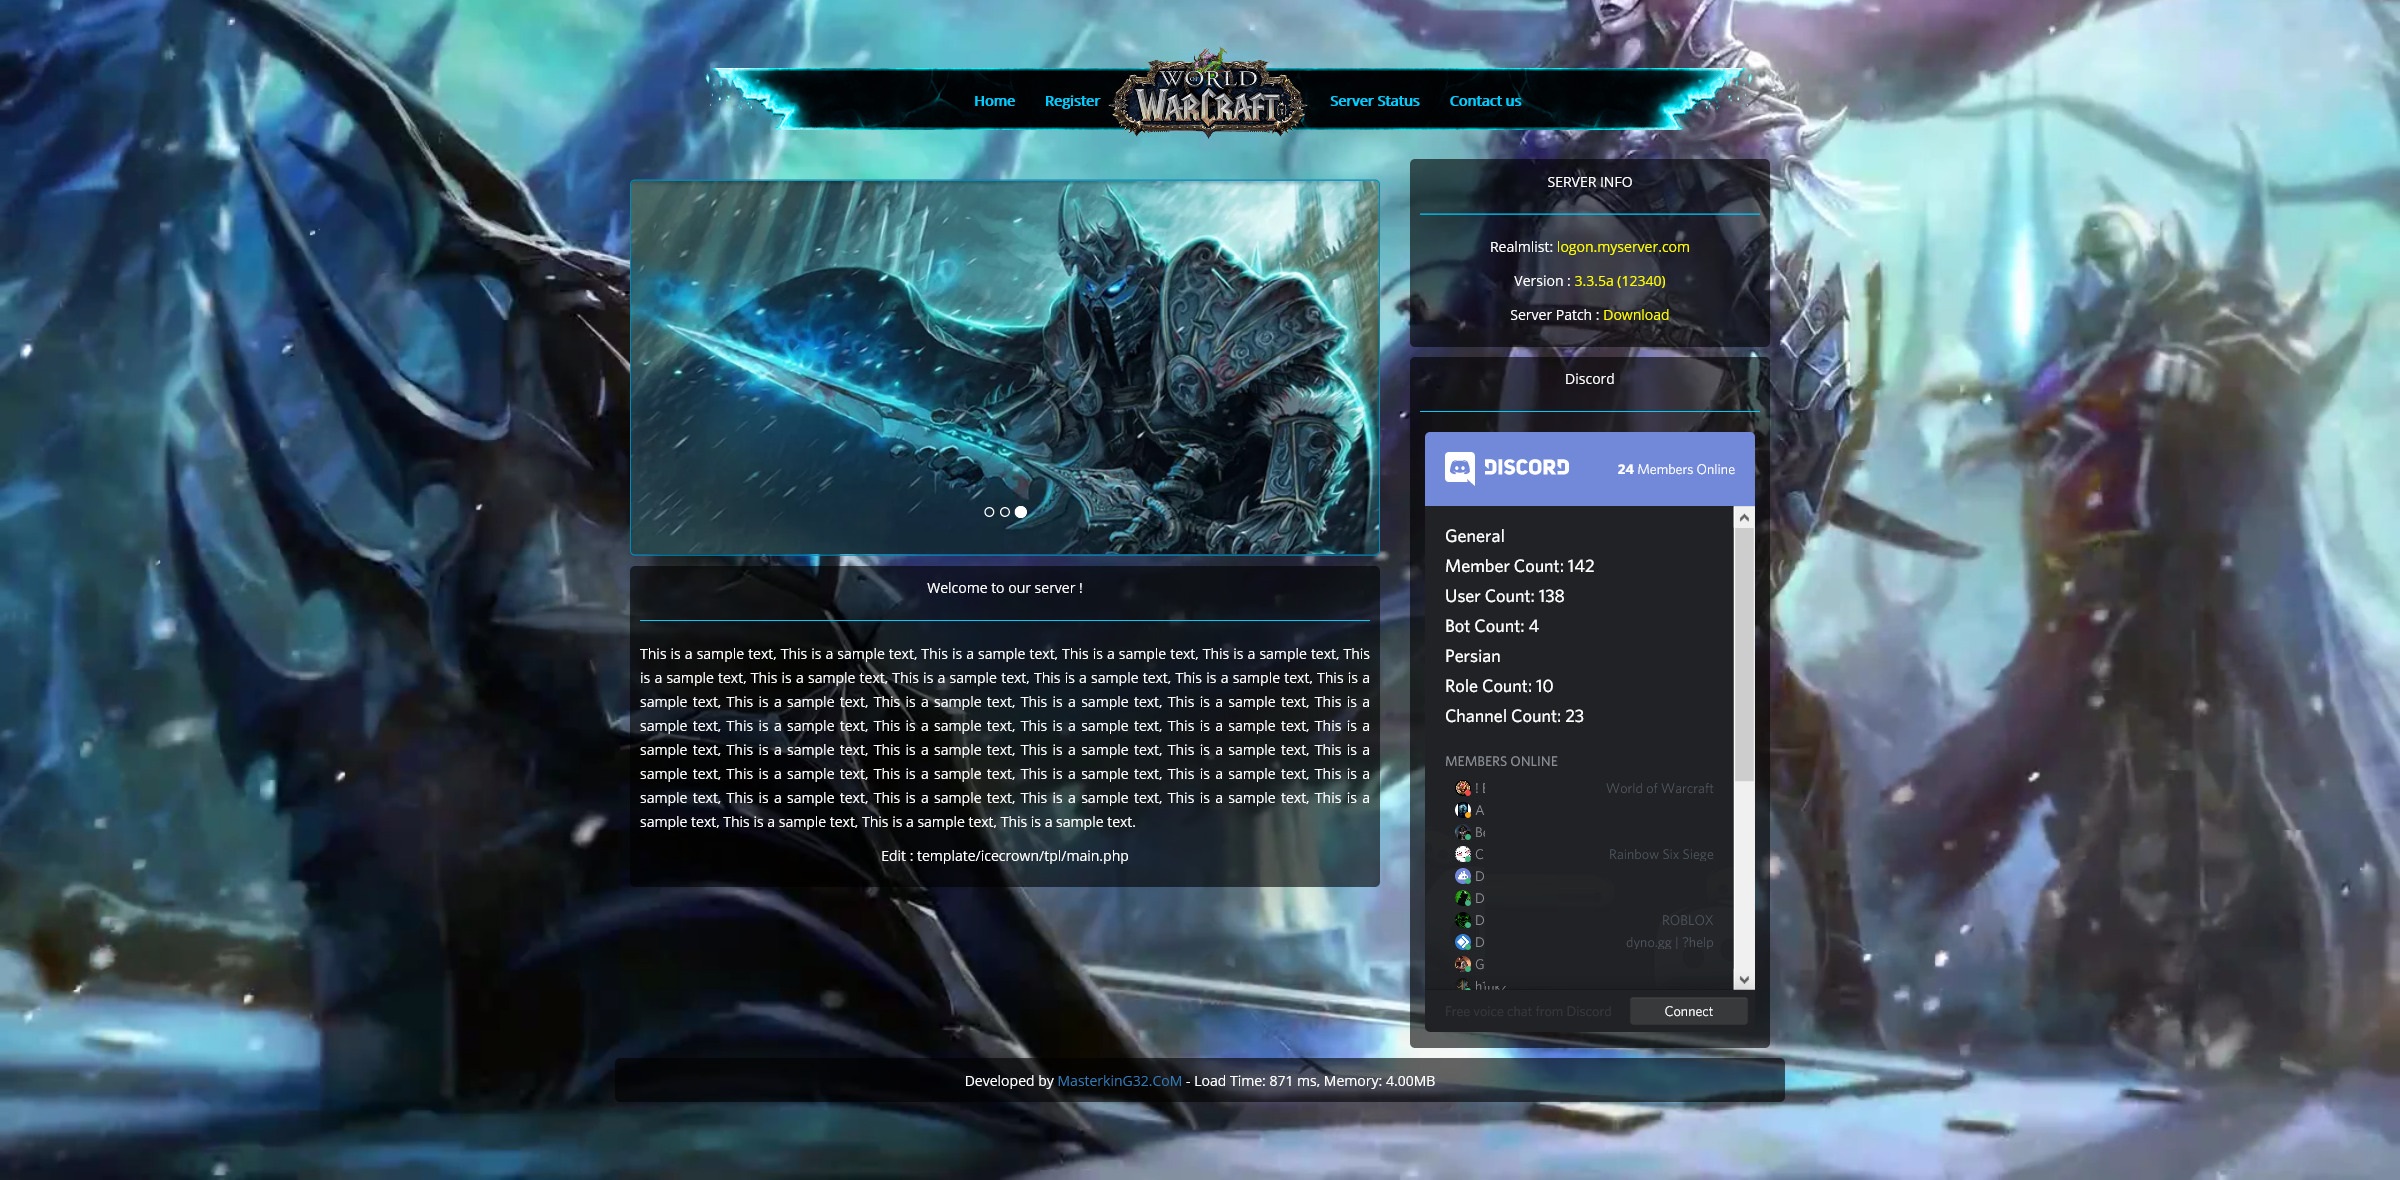 Home Register WORLD OF WARCRAFT Server Status Contact us
SERVER INFO
Realmlist: logon.myserver.com
Version : 3.3.5a (12340)
Server Patch : Download
Welcome to our server !
This is a sample text, This is a sample text, This is a sample text, This is a sample text, This is a sample text, This
is a sample text, This is a sample text, This is a sample text, This is a sample text, This is a sample text, This is a
sample text, This is a sample text, This is a sample text, This is a sample text, This is a sample text, This is a
sample text, This is a sample text, This is a sample text, This is a sample text, This is a sample text, This is a
sample text, This is a sample text, This is a sample text, This is a sample text, This is a sample text, This is a
sample text, This is a sample text, This is a sample text, This is a sample text, This is a sample text, This is a
sample text, This is a sample text, This is a sample text, This is a sample text, This is a sample text, This is a
sample text, This is a sample text, This is a sample text, This is a sample text.
Edit : template/icecrown/tpl/main.php
Discord
DISCORD 24 Members Online
General
Member Count: 142
User Count: 138
Bot Count: 4
Persian
Role Count: 10
Channel Count: 23
MEMBERS ONLINE
! World of Warcraft
A
C Rainbow Six Siege
D
D
D ROBLOX
D dyno.gg | ?help
G
Free voice chat from Discord Connect
Developed by MasterkinG32.CoM - Load Time: 871 ms, Memory: 4.00MB